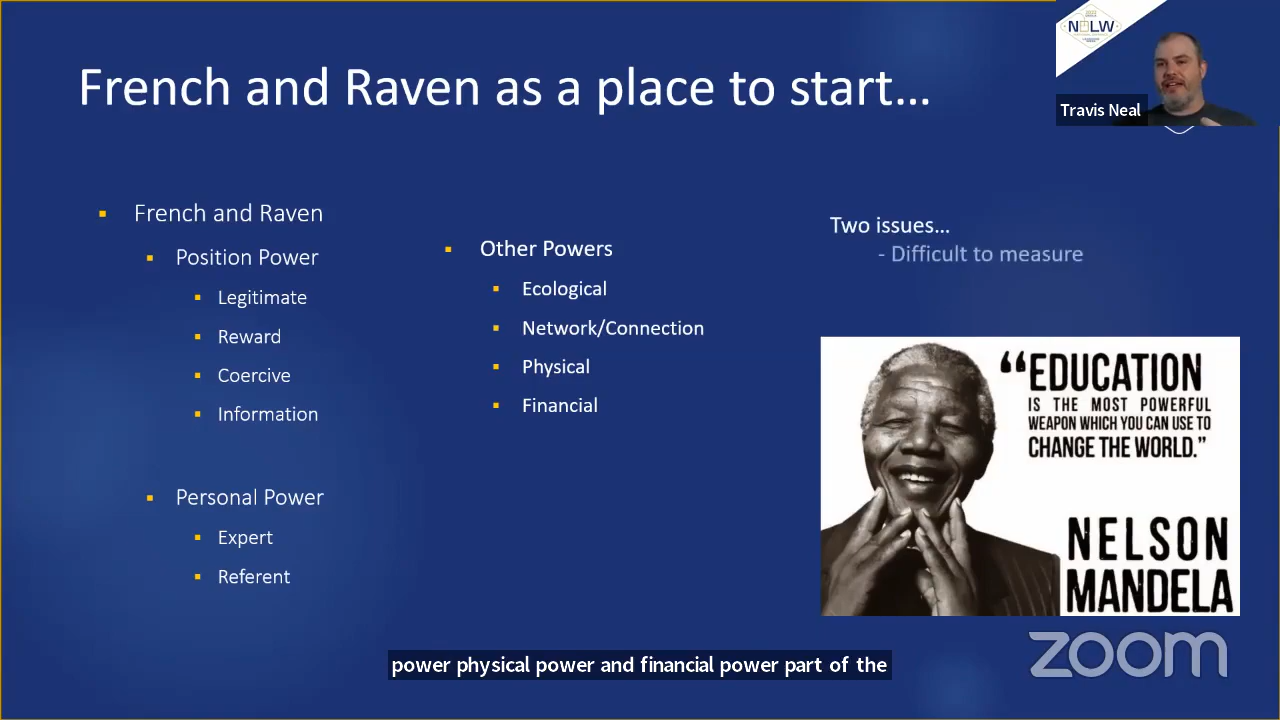 French and Raven as a place to start…
NLW
Travis Neal
▪ French and Raven
▪ Position Power
▪ Legitimate
▪ Reward
▪ Coercive
▪ Information
▪ Personal Power
▪ Expert
▪ Referent
▪ Other Powers
▪ Ecological
▪ Network/Connection
▪ Physical
▪ Financial
Two issues…
- Difficult to measure
“EDUCATION
IS THE MOST POWERFUL
WEAPON WHICH YOU CAN USE TO
CHANGE THE WORLD.”
NELSON
MANDELA
power physical power and financial power part of the
zoom